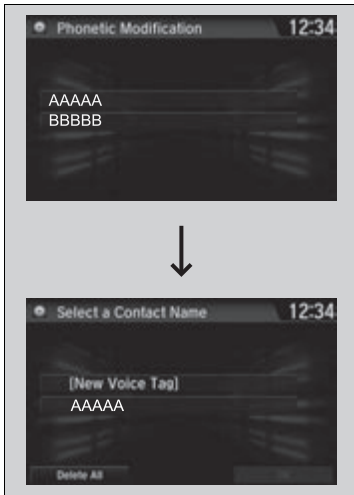 Phonetic Modification 12:34
AAAAA
BBBBB
Select a Contact Name 12:34
[New Voice Tag]
AAAAA
Delete All